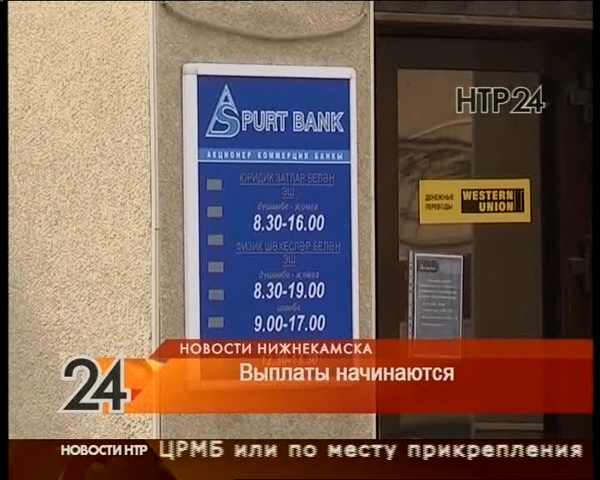 НТР24
SPURT BANK
АКЦИОНЕР КОММЕРЦИЯ БАНКЫ
ЮРИДИК ЗАТЛАР БЕЛӘН
ЭШ
дүшәмбе - җомга
8.30-16.00
ФИЗИК ШӘХЕСЛӘР БЕЛӘН
ЭШ
дүшәмбе - җомга
8.30-19.00
шимбә
9.00-17.00
ДЕНЕЖНЫЕ
ПЕРЕВОДЫ
WESTERN
UNION
НОВОСТИ НИЖНЕКАМСКА
24
Выплаты начинаются
НОВОСТИ НТР
ЦРМБ или по месту прикрепления